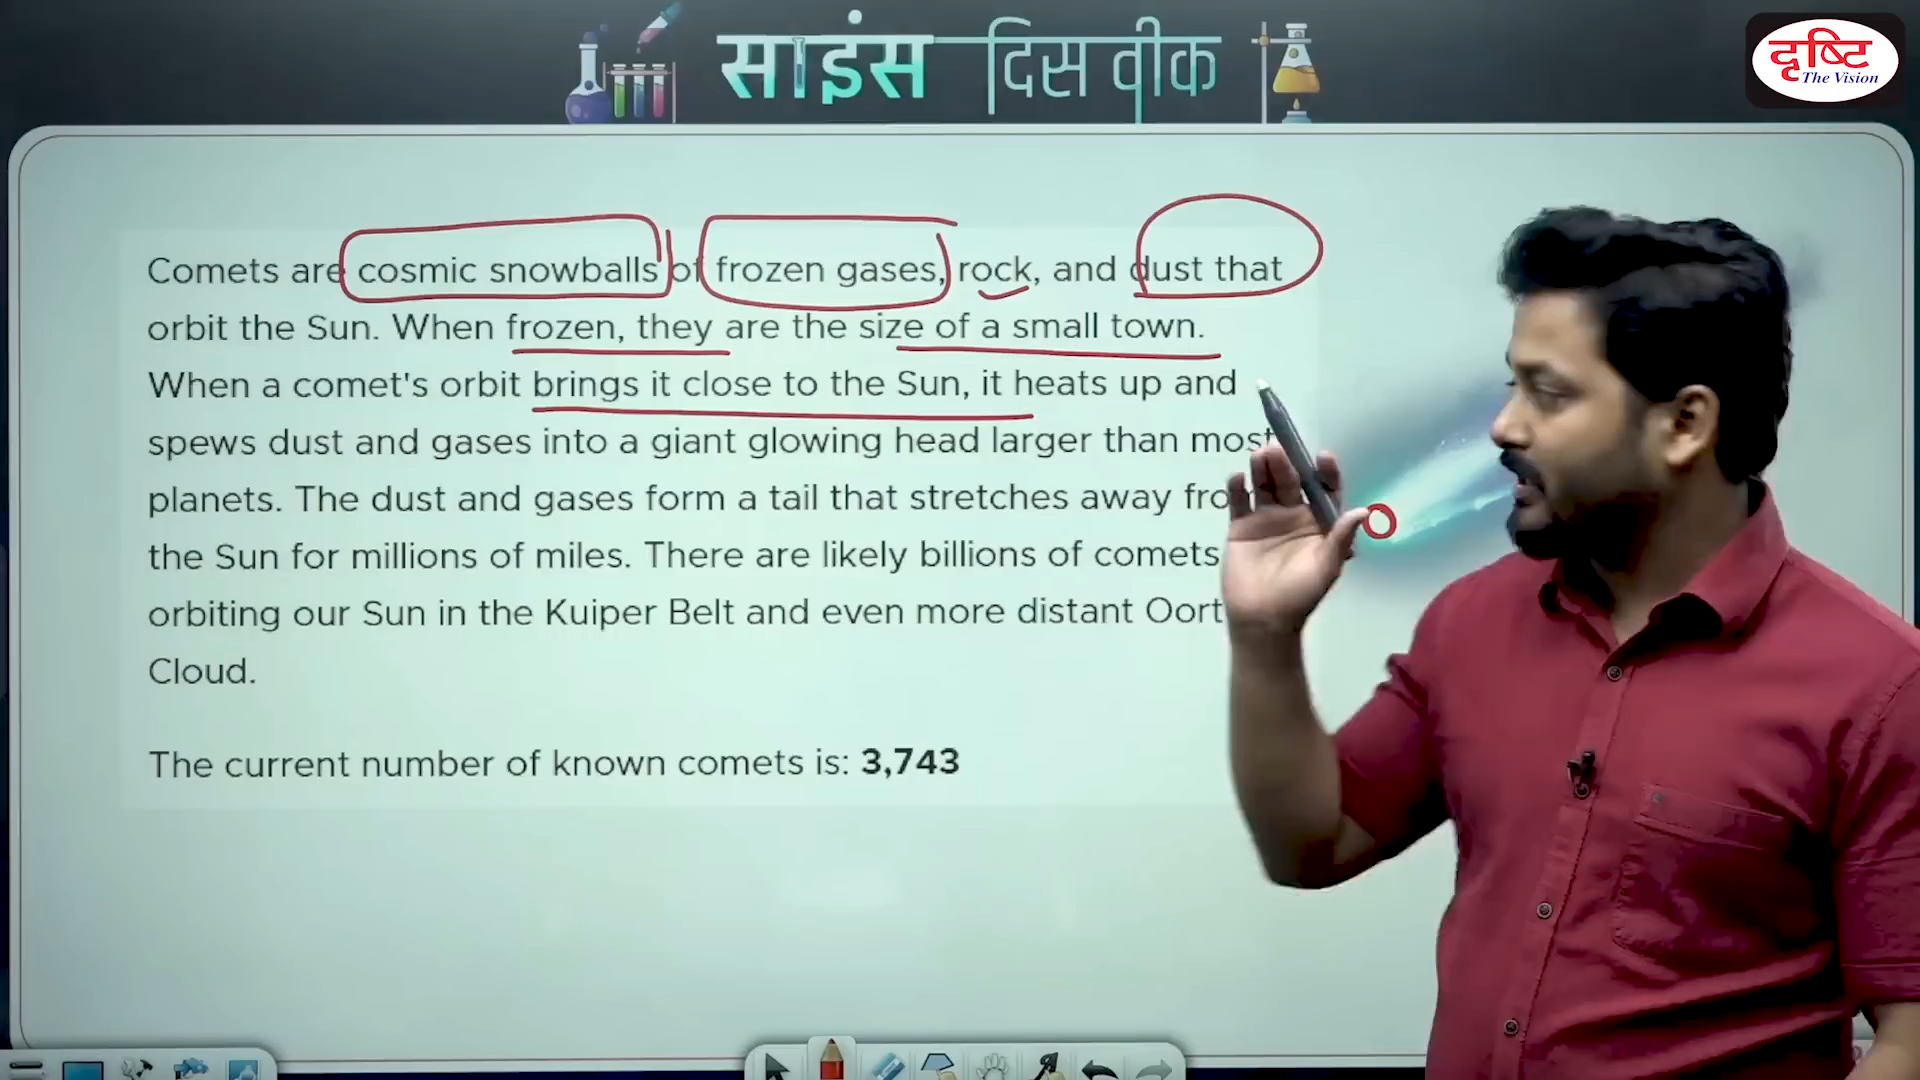 साइंस दिस वीक
दृष्टि
The Vision
Comets are cosmic snowballs of frozen gases, rock, and dust that
orbit the Sun. When frozen, they are the size of a small town.
When a comet's orbit brings it close to the Sun, it heats up and
spews dust and gases into a giant glowing head larger than most
planets. The dust and gases form a tail that stretches away from
the Sun for millions of miles. There are likely billions of comets
orbiting our Sun in the Kuiper Belt and even more distant Oort
Cloud.
The current number of known comets is: 3,743